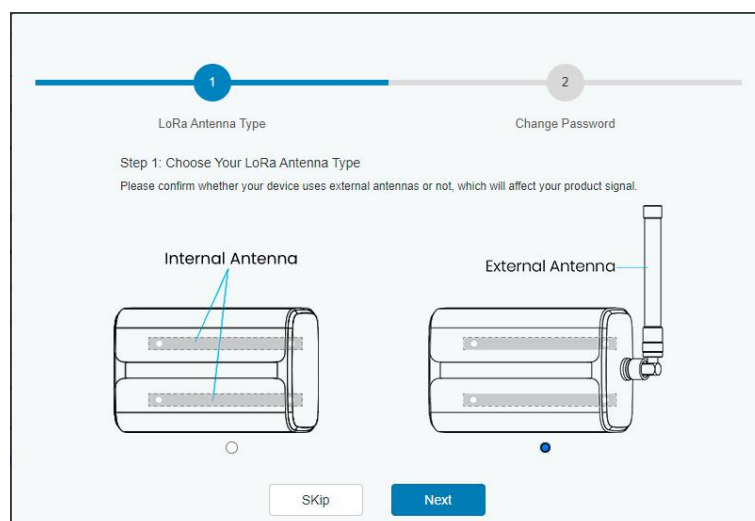 1
2
LoRa Antenna Type
Change Password
Step 1: Choose Your LoRa Antenna Type
Please confirm whether your device uses external antennas or not, which will affect your product signal.
Internal Antenna
External Antenna
SKip
Next